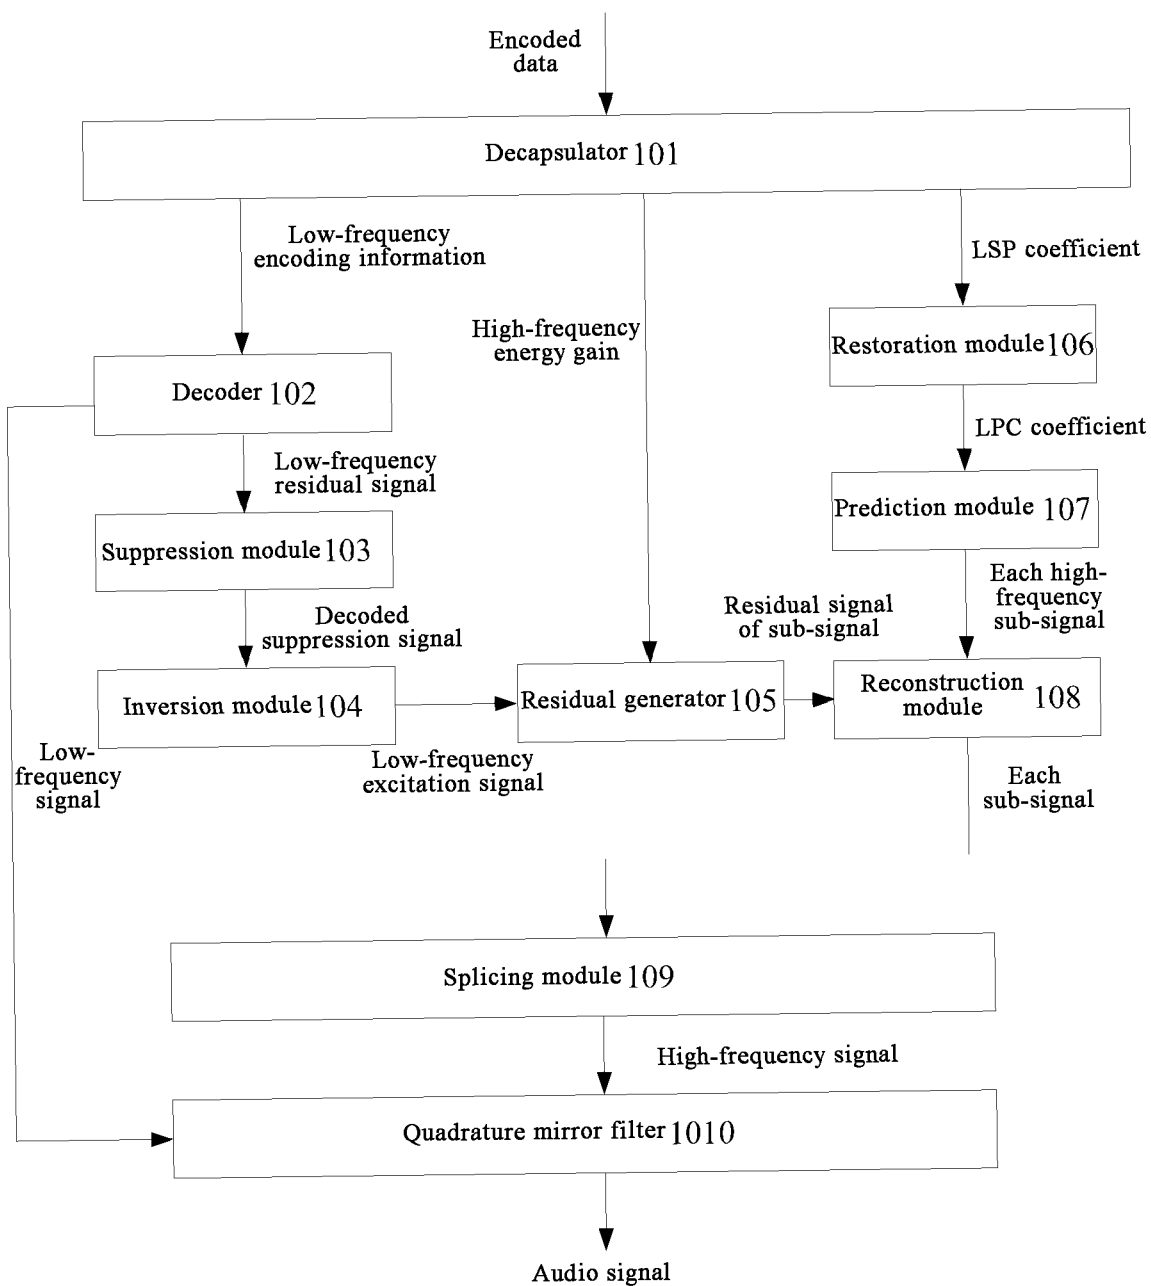 Encoded
data
Decapsulator 101
Low-frequency
encoding information
LSP coefficient
High-frequency
energy gain
Restoration module 106
Decoder 102
LPC coefficient
Low-frequency
residual signal
Prediction module 107
Suppression module 103
Each high-
frequency
sub-signal
Residual signal
of sub-signal
Decoded
suppression signal
Inversion module 104
Residual generator 105
Reconstruction
module 108
Low-
frequency
signal
Low-frequency
excitation signal
Each
sub-signal
Splicing module 109
High-frequency signal
Quadrature mirror filter 1010
Audio signal